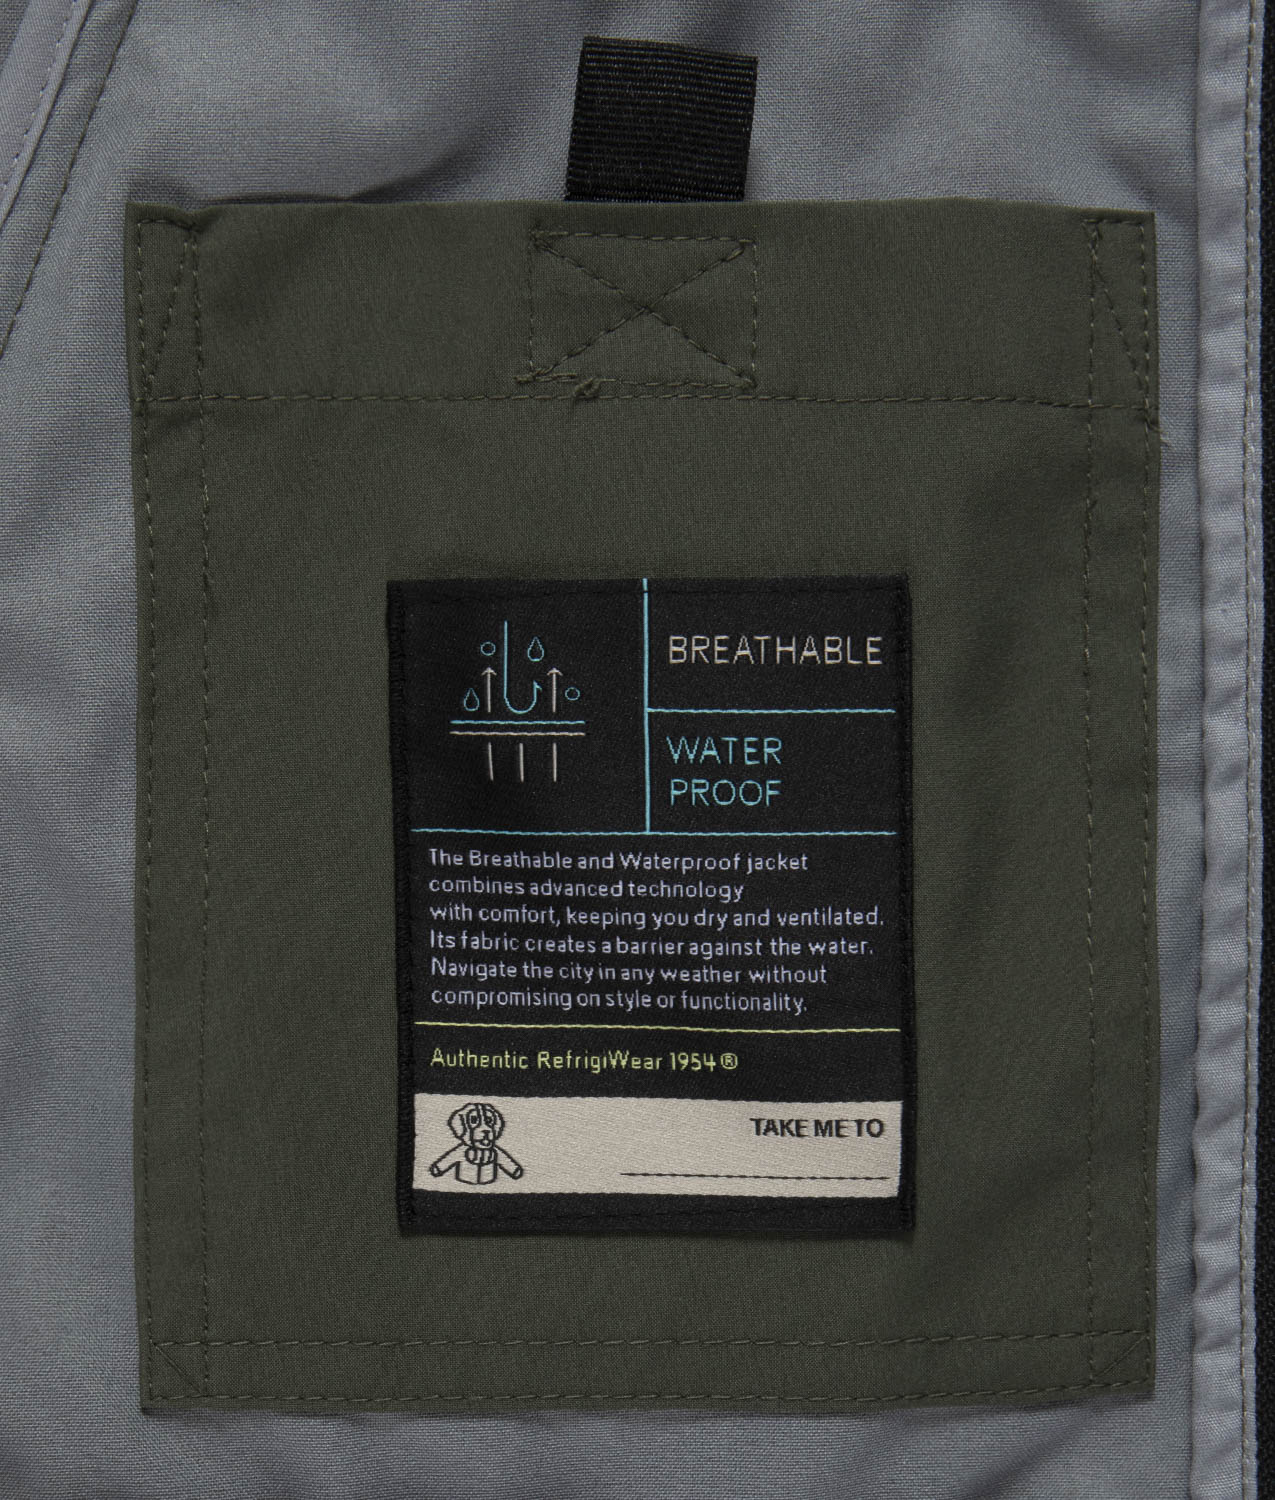 BREATHABLE
WATER
PROOF
The Breathable and Waterproof jacket
combines advanced technology
with comfort, keeping you dry and ventilated.
Its fabric creates a barrier against the water.
Navigate the city in any weather without
compromising on style or functionality.
Authentic RefrigiWear 1954®
TAKE ME TO